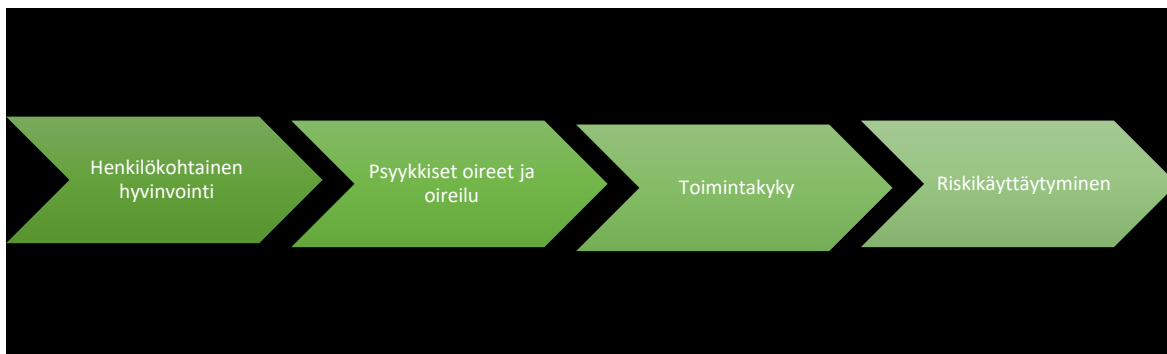 Henkilökohtainen
hyvinvointi
Psyykkiset oireet ja
oireilu
Toimintakyky
Riskikäyttäytyminen